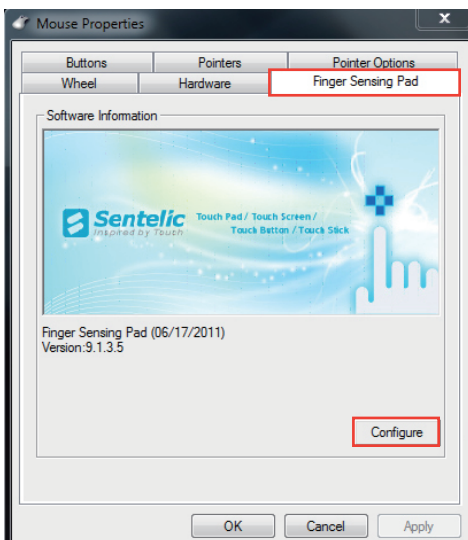 Mouse Properties
x
Buttons Pointers Pointer Options
Wheel Hardware Finger Sensing Pad
Software Information
Sentelic
Inspired by Touch
Touch Pad / Touch Screen /
Touch Button / Touch Stick
Finger Sensing Pad (06/17/2011)
Version:9.1.3.5
Configure
OK Cancel Apply